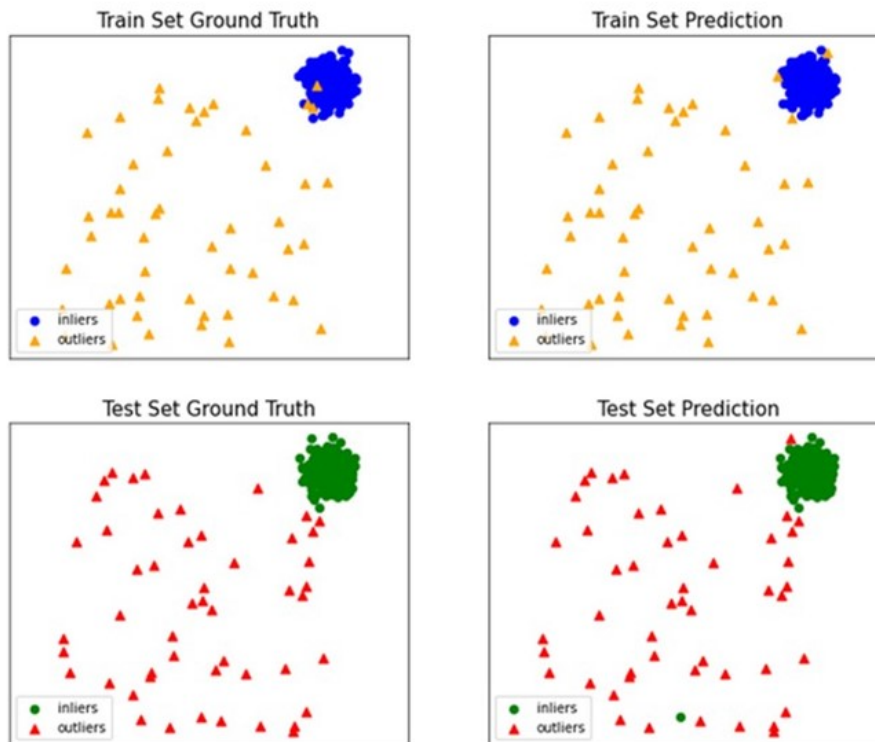 Train Set Ground Truth
Train Set Prediction
inliers
outliers
inliers
outliers
Test Set Ground Truth
Test Set Prediction
inliers
outliers
inliers
outliers